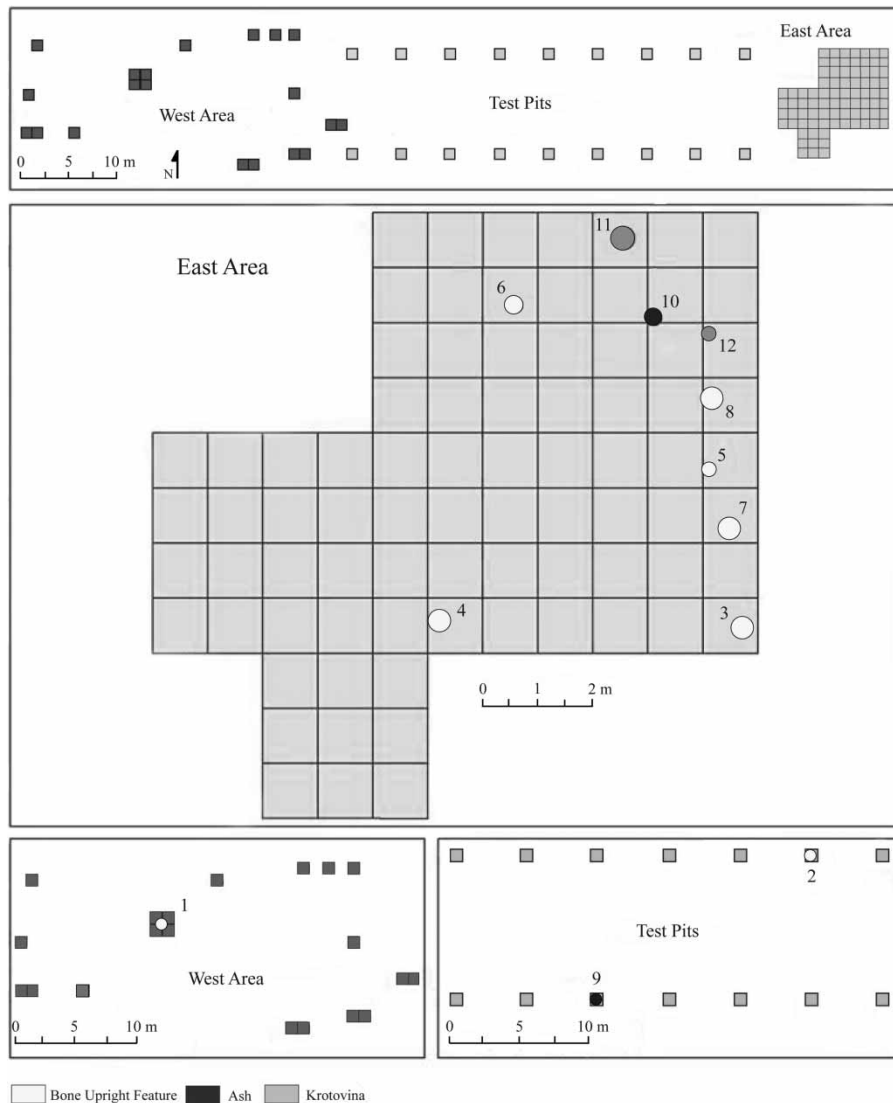 East Area
West Area
Test Pits
0 5 10 m
N
East Area
11
6
10
12
8
5
7
4
3
0 1 2 m
1
West Area
0 5 10 m
2
Test Pits
9
0 5 10 m
Bone Upright Feature Ash Krotovina